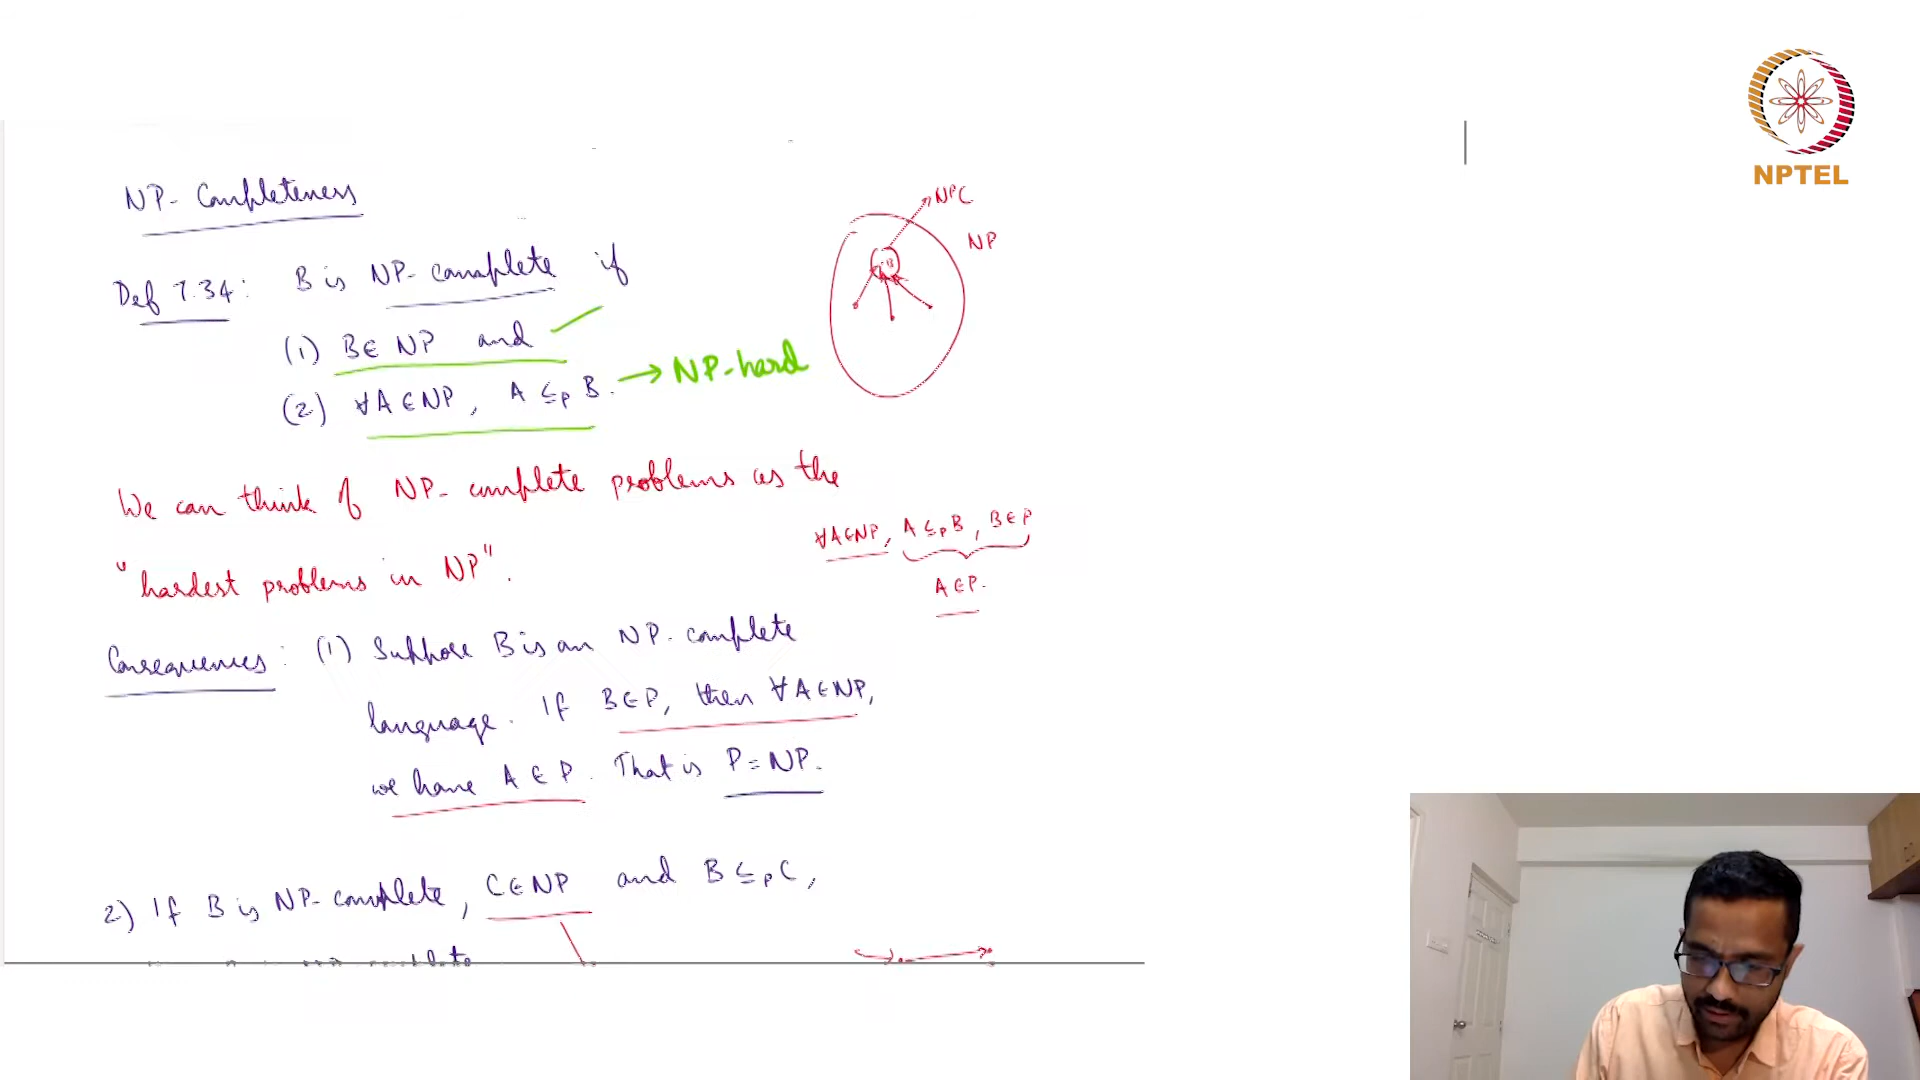 NPTEL
NP-Completeness
NPC
NP
Def 7.34: B is NP-complete if
B
(1) B∈NP and
(2) ∀A∈NP, A ≤p B. → NP-hard
We can think of NP-complete problems as the
"hardest problems in NP".
∀A∈NP, A ≤p B, B∈P
A∈P.
Consequences: (1) Suppose B is an NP-complete
language. If B∈P, then ∀A∈NP,
we have A∈P. That is P=NP.
2) If B is NP-complete, C∈NP and B ≤p C,